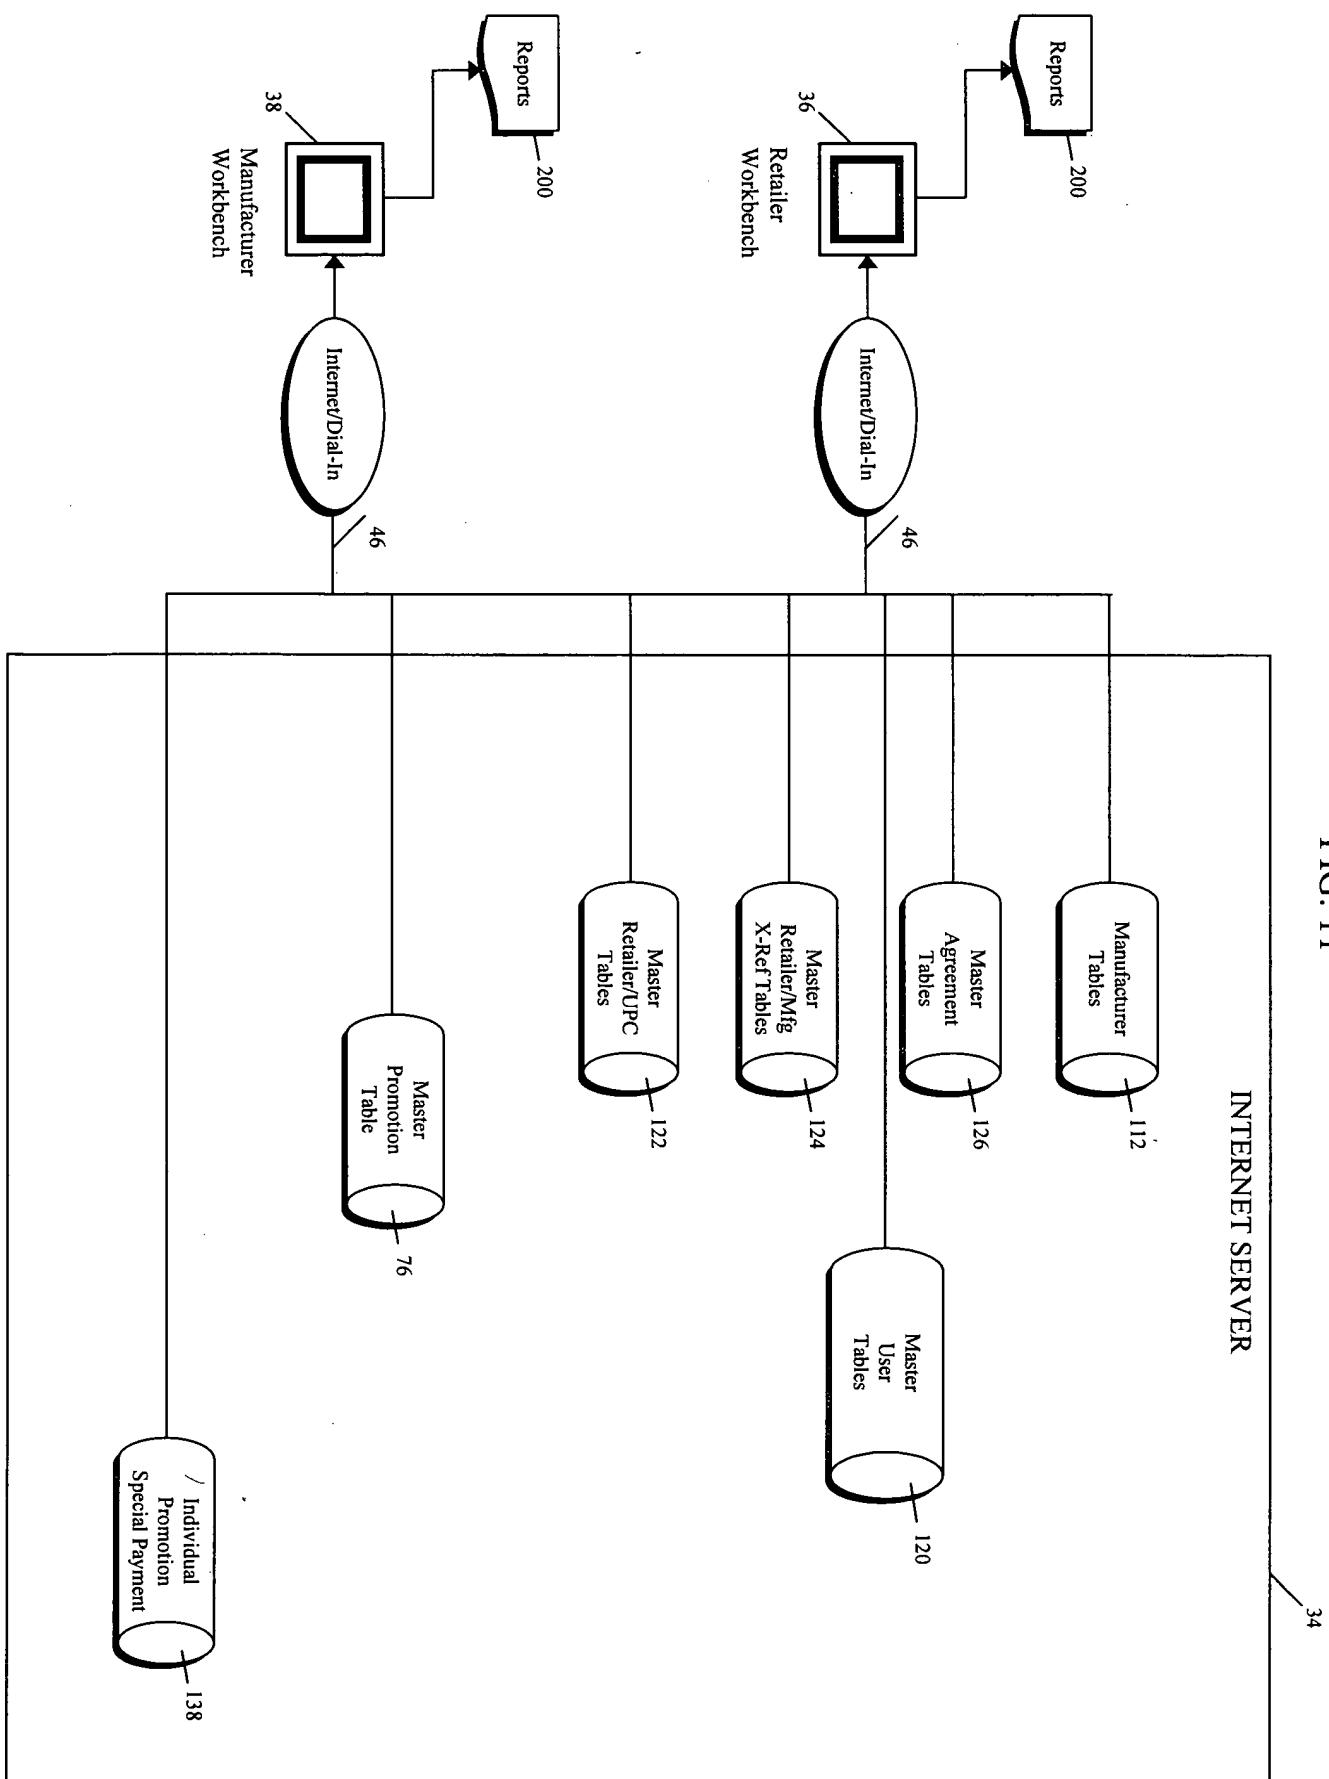 FIG. 11
INTERNET SERVER
34
Reports
200
36
Retailer
Workbench
Internet/Dial-In
46
Reports
200
38
Manufacturer
Workbench
Internet/Dial-In
46
Manufacturer
Tables
112
Master
Agreement
Tables
126
Master
User
Tables
120
Master
Retailer/Mfg
X-Ref Tables
124
Master
Retailer/UPC
Tables
122
Master
Promotion
Table
76
Individual
Promotion
Special Payment
138